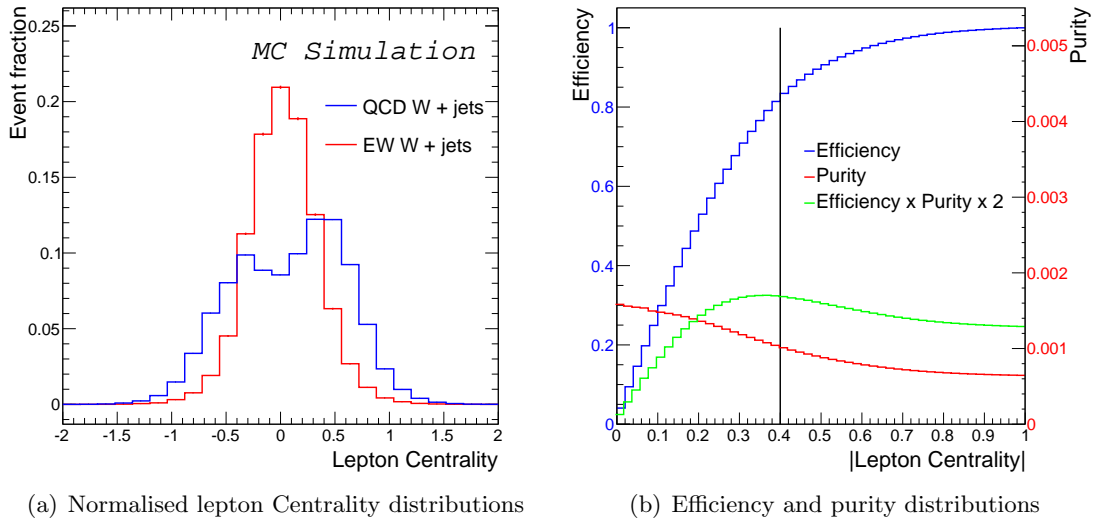 0.25
0.2
0.15
0.1
0.05
0
Event fraction
MC Simulation
QCD W + jets
EW W + jets
-2 -1.5 -1 -0.5 0 0.5 1 1.5 2
Lepton Centrality
(a) Normalised lepton Centrality distributions
1
0.8
0.6
0.4
0.2
0
Efficiency
Efficiency
Purity
Efficiency x Purity x 2
0.005
0.004
0.003
0.002
0.001
0
Purity
0 0.1 0.2 0.3 0.4 0.5 0.6 0.7 0.8 0.9 1
|Lepton Centrality|
(b) Efficiency and purity distributions